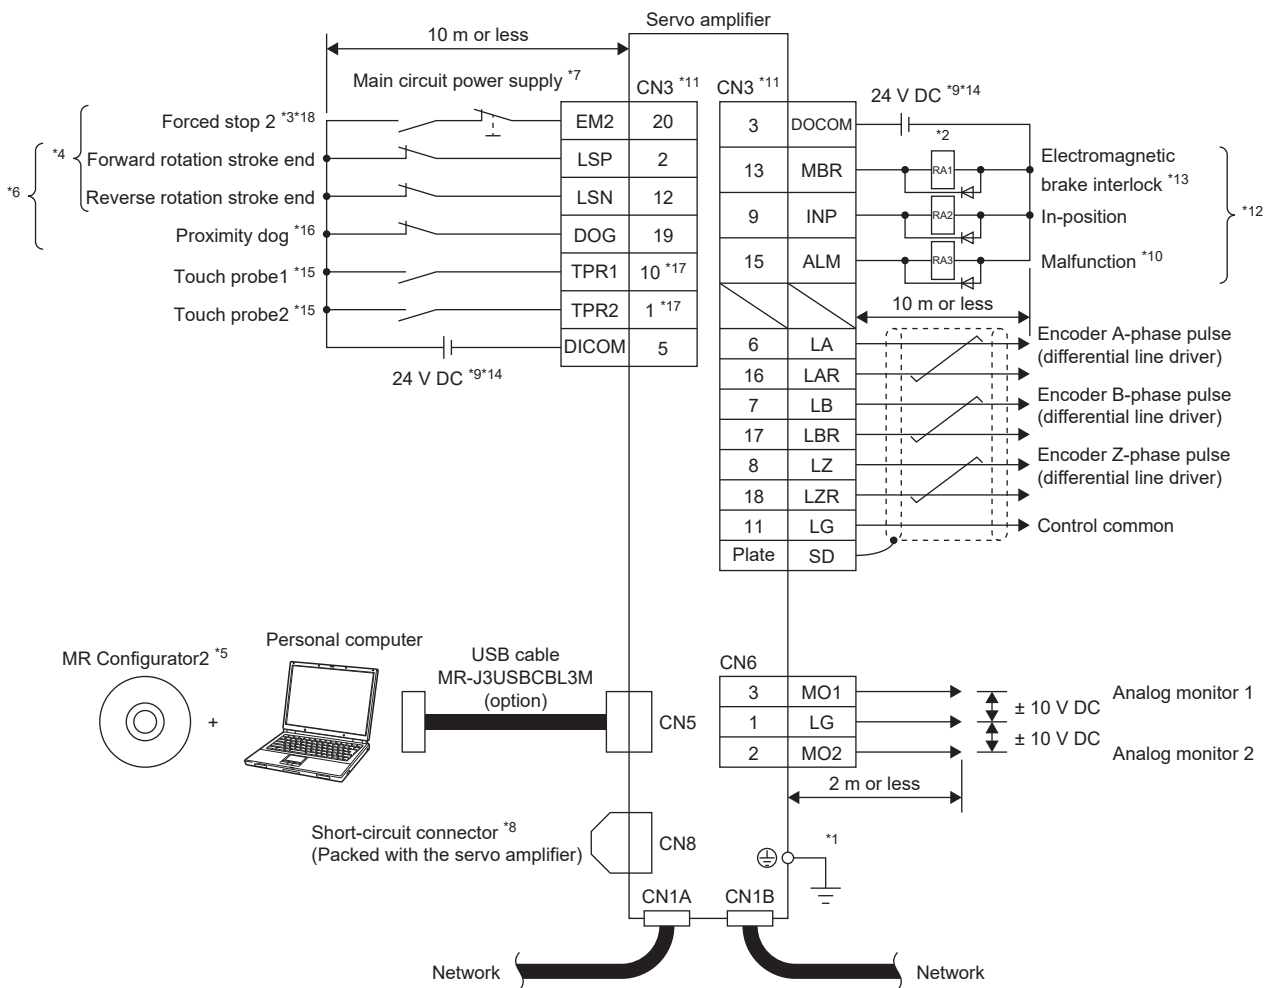 Servo amplifier
10 m or less
Main circuit power supply *7
CN3 *11
CN3 *11
24 V DC *9*14
Forced stop 2 *3*18
EM2 20
3 DOCOM
*2
*4
Forward rotation stroke end
LSP 2
13 MBR
RA1
Electromagnetic
brake interlock *13
*6
Reverse rotation stroke end
LSN 12
9 INP
RA2
In-position
*12
Proximity dog *16
DOG 19
15 ALM
RA3
Malfunction *10
Touch probe1 *15
TPR1 10 *17
10 m or less
Touch probe2 *15
TPR2 1 *17
DICOM 5
24 V DC *9*14
6 LA
Encoder A-phase pulse
(differential line driver)
16 LAR
7 LB
Encoder B-phase pulse
(differential line driver)
17 LBR
8 LZ
Encoder Z-phase pulse
(differential line driver)
18 LZR
11 LG
Control common
Plate SD
MR Configurator2 *5
+
Personal computer
USB cable
MR-J3USBCBL3M
(option)
CN5
CN6
3 MO1
Analog monitor 1
± 10 V DC
1 LG
± 10 V DC
2 MO2
Analog monitor 2
2 m or less
Short-circuit connector *8
(Packed with the servo amplifier)
CN8
*1
CN1A
CN1B
Network
Network